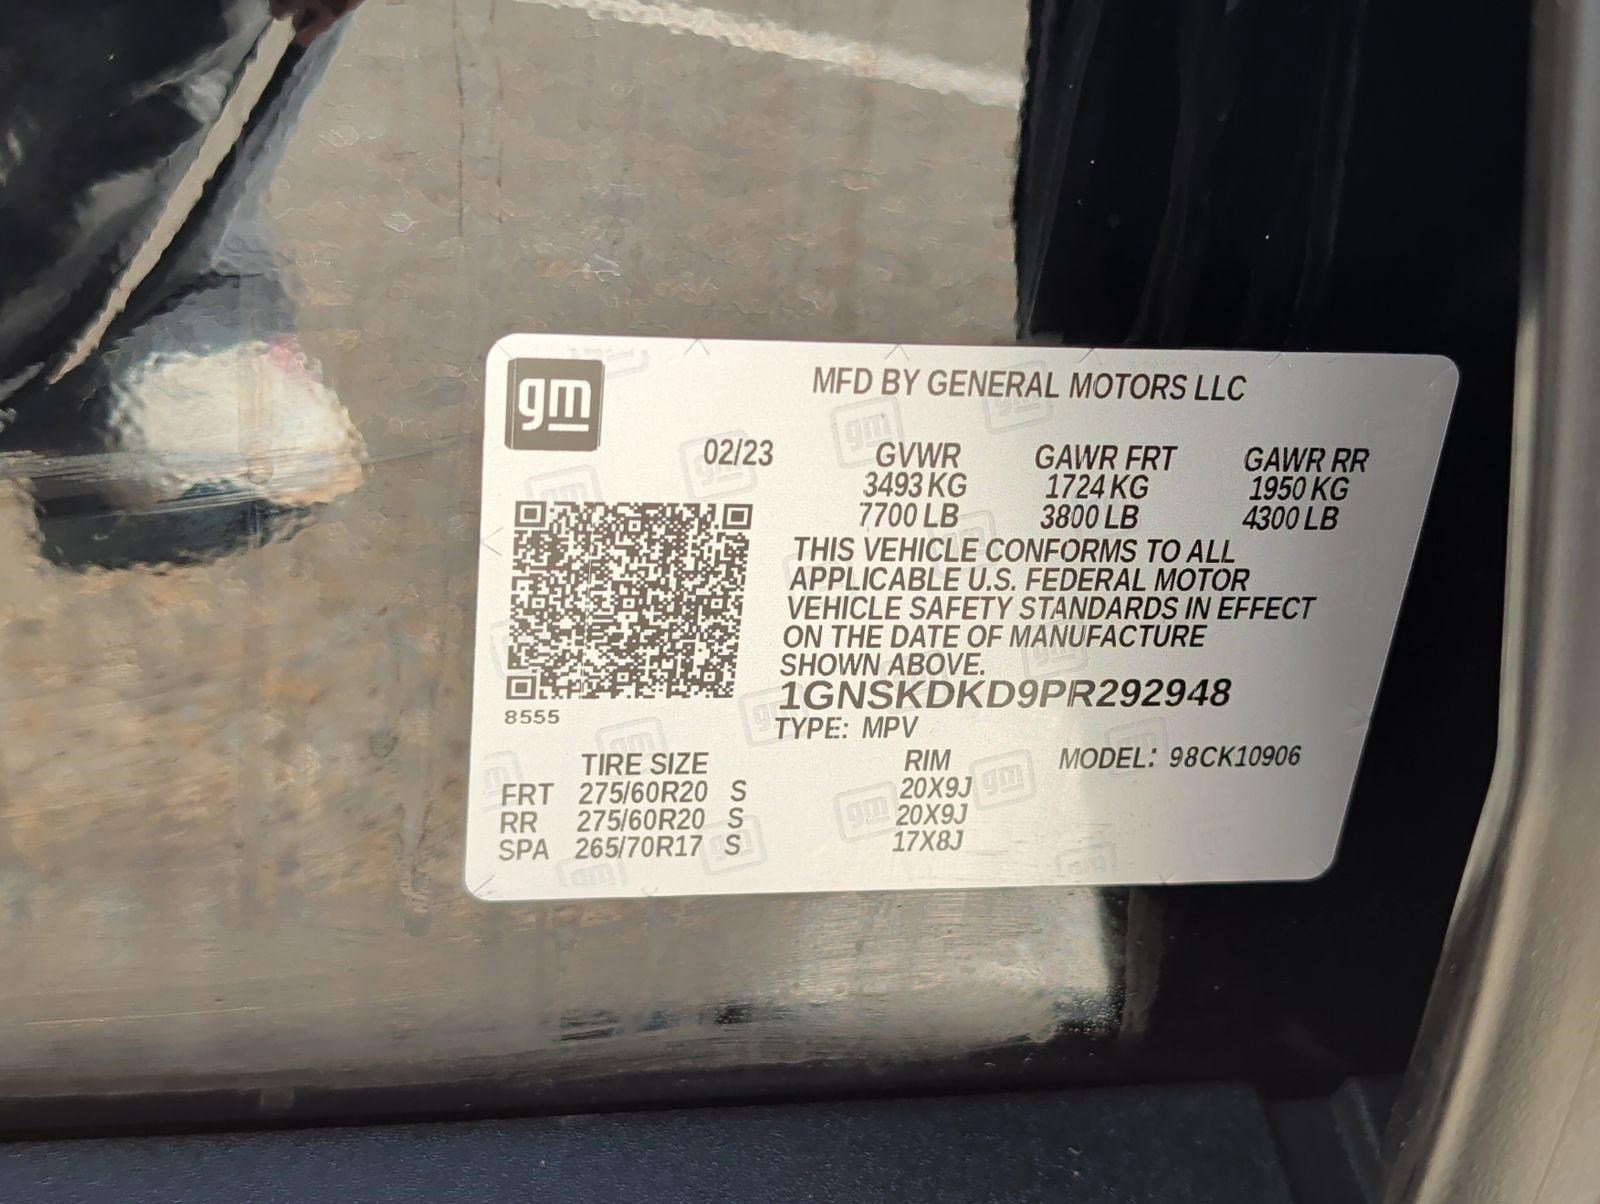 gm
MFD BY GENERAL MOTORS LLC
02/23 GVWR GAWR FRT GAWR RR
3493 KG 1724 KG 1950 KG
7700 LB 3800 LB 4300 LB
THIS VEHICLE CONFORMS TO ALL
APPLICABLE U.S. FEDERAL MOTOR
VEHICLE SAFETY STANDARDS IN EFFECT
ON THE DATE OF MANUFACTURE
SHOWN ABOVE.
1GNSKDKD9PR292948
8555
TYPE: MPV
TIRE SIZE RIM MODEL: 98CK10906
FRT 275/60R20 S 20X9J
RR 275/60R20 S 20X9J
SPA 265/70R17 S 17X8J